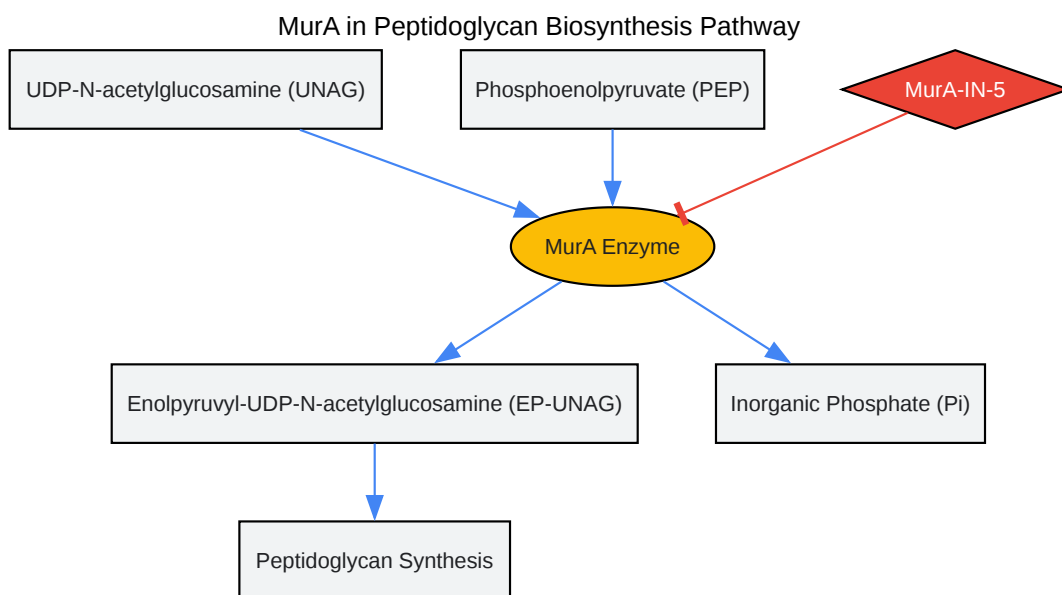 MurA in Peptidoglycan Biosynthesis Pathway
UDP-N-acetylglucosamine (UNAG)
Phosphoenolpyruvate (PEP)
MurA-IN-5
MurA Enzyme
Enolpyruvyl-UDP-N-acetylglucosamine (EP-UNAG)
Inorganic Phosphate (Pi)
Peptidoglycan Synthesis